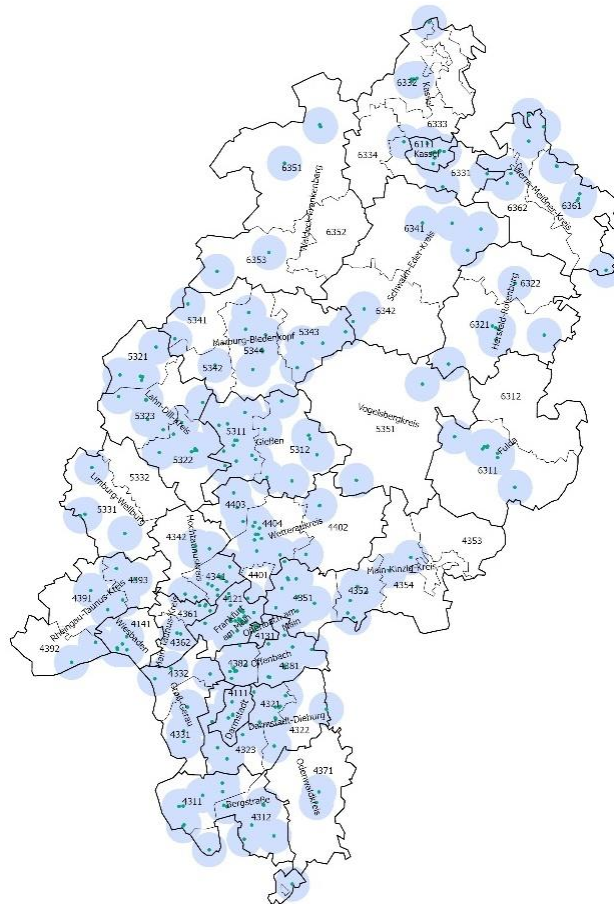 6332
Kassel
6333
6111
Kassel
6334
6331
6351
Waldeck-Frankenberg
Werra-Meißner-Kreis
6361
6362
6341
6352
Schwalm-Eder-Kreis
6353
6322
Hersfeld-Rotenburg
5341
5342
6321
Marburg-Biedenkopf
5343
5344
5321
5342
6312
Lahn-Dill-Kreis
Vogelsbergkreis
5351
5323
5311
Gießen
5312
Fulda
5322
6311
5332
Limburg-Weilburg
5331
4403
4404
4402
Wetteraukreis
4342
Hochtaunuskreis
4353
Main-Kinzig-Kreis
4401
4341
4393
4391
4354
4352
4351
4121
Rheingau-Taunus-Kreis
4361
Frankfurt
am Main
Offenbach am
Main
4131
4141
Wiesbaden
Main-Taunus-Kreis
4362
4392
4332
4382
Offenbach
4381
Groß-Gerau
4111
4321
Darmstadt
Darmstadt-Dieburg
4322
4331
4323
4371
Odenwaldkreis
4311
Bergstraße
4312